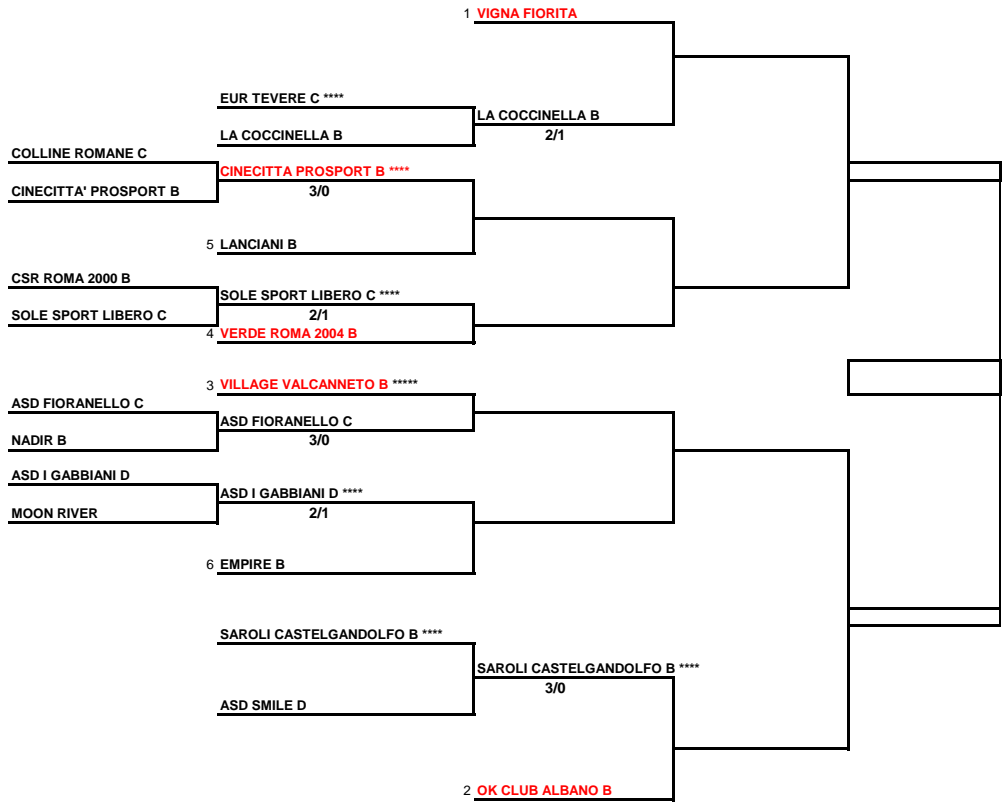 1 VIGNA FIORITA
EUR TEVERE C ****
LA COCCINELLA B
2/1
LA COCCINELLA B
COLLINE ROMANE C
CINECITTA PROSPORT B ****
3/0
CINECITTA' PROSPORT B
5 LANCIANI B
CSR ROMA 2000 B
SOLE SPORT LIBERO C ****
2/1
SOLE SPORT LIBERO C
4 VERDE ROMA 2004 B
3 VILLAGE VALCANNETO B *****
ASD FIORANELLO C
ASD FIORANELLO C
3/0
NADIR B
ASD I GABBIANI D
ASD I GABBIANI D ****
2/1
MOON RIVER
6 EMPIRE B
SAROLI CASTELGANDOLFO B ****
SAROLI CASTELGANDOLFO B ****
3/0
ASD SMILE D
2 OK CLUB ALBANO B